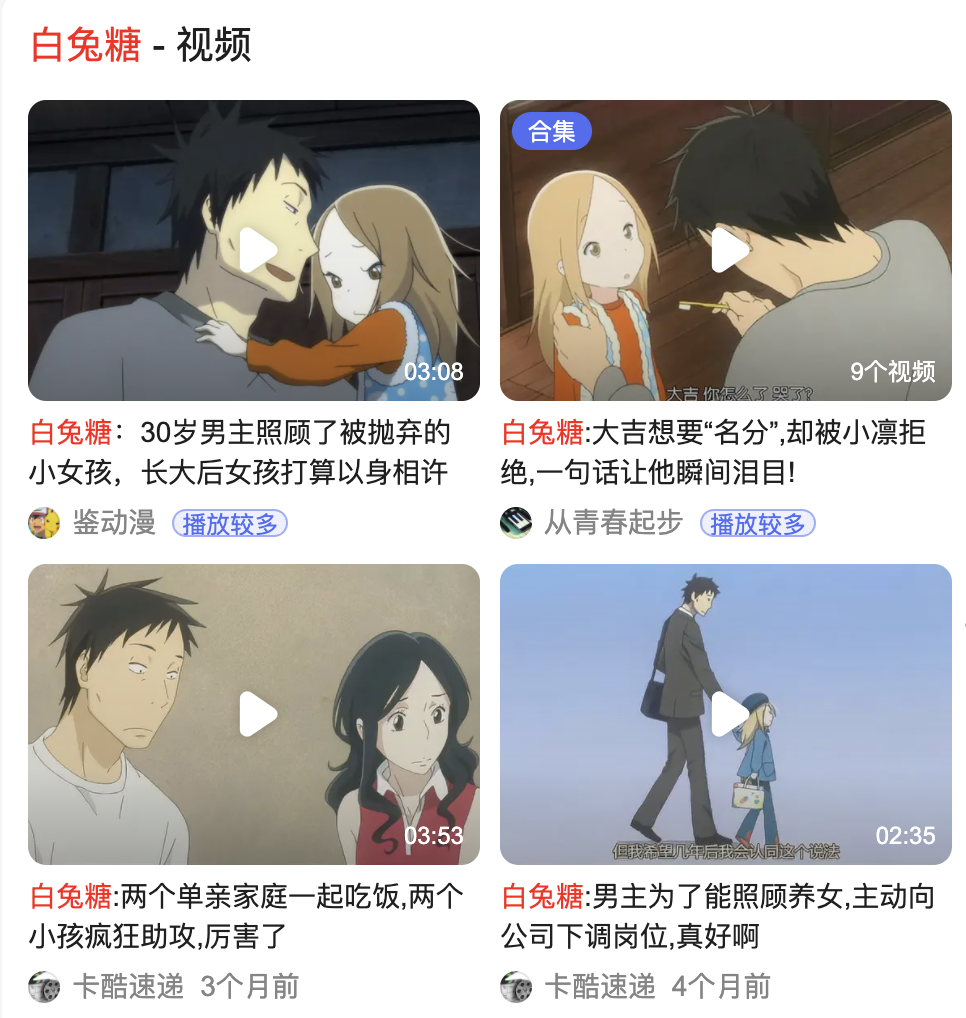 白兔糖 - 视频
03:08
合集
大吉 你怎么了 哭了?
9个视频
白兔糖：30岁男主照顾了被抛弃的
小女孩，长大后女孩打算以身相许
鉴动漫 播放较多
白兔糖:大吉想要“名分”,却被小凛拒
绝,一句话让他瞬间泪目!
从青春起步 播放较多
03:53
但我希望几年后我会认同这个说法
02:35
白兔糖:两个单亲家庭一起吃饭,两个
小孩疯狂助攻,厉害了
卡酷速递 3个月前
白兔糖:男主为了能照顾养女,主动向
公司下调岗位,真好啊
卡酷速递 4个月前